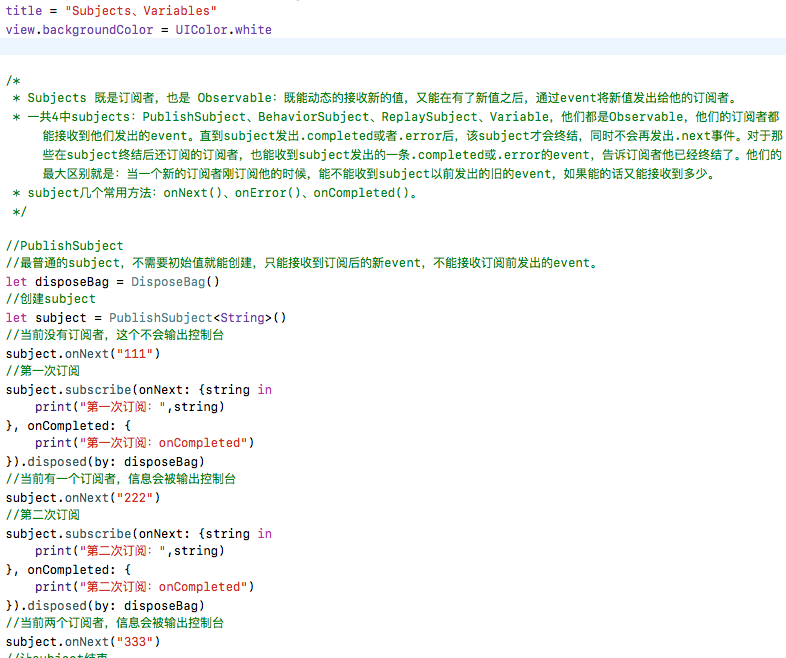 title = "Subjects、Variables"
view.backgroundColor = UIColor.white
/*
* Subjects 既是订阅者，也是 Observable：既能动态的接收新的值，又能在有了新值之后，通过event将新值发出给他的订阅者。
* 一共4中subjects：PublishSubject、BehaviorSubject、ReplaySubject、Variable，他们都是Observable，他们的订阅者都
能接收到他们发出的event。直到subject发出.completed或者.error后，该subject才会终结，同时不会再发出.next事件。对于那
些在subject终结后还订阅的订阅者，也能收到subject发出的一条.completed或.error的event，告诉订阅者他已经终结了。他们的
最大区别就是：当一个新的订阅者刚订阅他的时候，能不能收到subject以前发出的旧的event，如果能的话又能接收到多少。
* subject几个常用方法：onNext()、onError()、onCompleted()。
*/
//PublishSubject
//最普通的subject，不需要初始值就能创建，只能接收到订阅后的新event，不能接收订阅前发出的event。
let disposeBag = DisposeBag()
//创建subject
let subject = PublishSubject<String>()
//当前没有订阅者，这个不会输出控制台
subject.onNext("111")
//第一次订阅
subject.subscribe(onNext: {string in
print("第一次订阅：",string)
}, onCompleted: {
print("第一次订阅：onCompleted")
}).disposed(by: disposeBag)
//当前有一个订阅者，信息会被输出控制台
subject.onNext("222")
//第二次订阅
subject.subscribe(onNext: {string in
print("第二次订阅：",string)
}, onCompleted: {
print("第二次订阅：onCompleted")
}).disposed(by: disposeBag)
//当前两个订阅者，信息会被输出控制台
subject.onNext("333")
//让subject结束